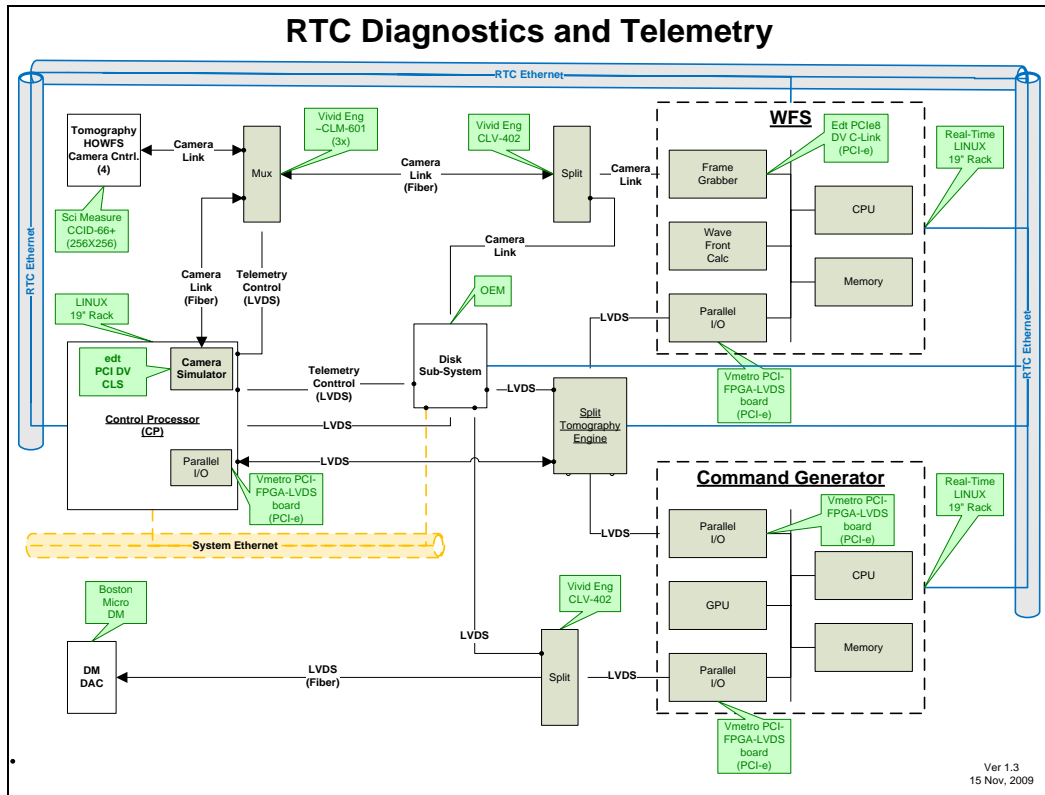 RTC Diagnostics and Telemetry
RTC Ethernet
RTC Ethernet
RTC Ethernet
Tomography
HOWFS
Camera Cntrl.
(4)
Sci Measure
CCID-66+
(256X256)
Camera
Link
Vivid Eng
~CLM-601
(3x)
Mux
Camera
Link
(Fiber)
Vivid Eng
CLV-402
Split
Camera
Link
Camera
Link
WFS
Edt PCIe8
DV C-Link
(PCI-e)
Real-Time
LINUX
19" Rack
Frame
Grabber
CPU
Wave
Front
Calc
Memory
Parallel
I/O
LVDS
Vmetro PCI-
FPGA-LVDS
board
(PCI-e)
Camera
Link
(Fiber)
Telemetry
Control
(LVDS)
LINUX
19" Rack
edt
PCI DV
CLS
Camera
Simulator
Control Processor
(CP)
Parallel
I/O
Vmetro PCI-
FPGA-LVDS
board
(PCI-e)
Telemetry
Conttrol
(LVDS)
LVDS
LVDS
OEM
Disk
Sub-System
LVDS
Split
Tomography
Engine
System Ethernet
Command Generator
Vmetro PCI-
FPGA-LVDS
board
(PCI-e)
Real-Time
LINUX
19" Rack
LVDS
Parallel
I/O
CPU
GPU
Memory
Parallel
I/O
Vmetro PCI-
FPGA-LVDS
board
(PCI-e)
Boston
Micro
DM
DM
DAC
LVDS
(Fiber)
LVDS
Vivid Eng
CLV-402
Split
LVDS
Ver 1.3
15 Nov, 2009